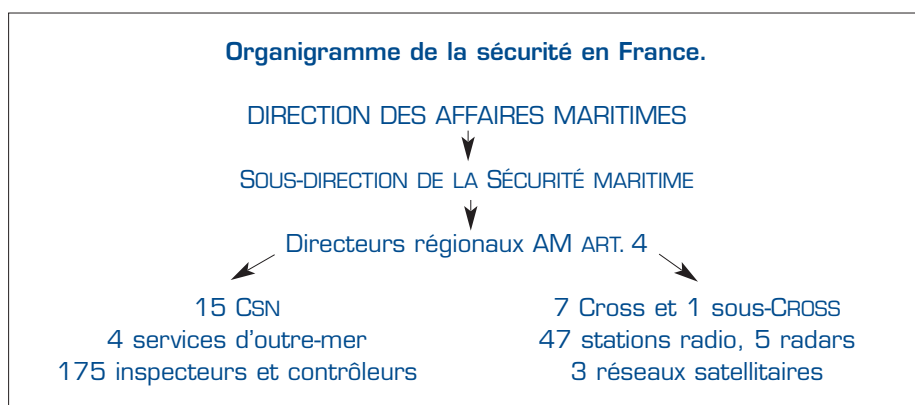 Organigramme de la sécurité en France.
DIRECTION DES AFFAIRES MARITIMES
SOUS-DIRECTION DE LA SÉCURITÉ MARITIME
Directeurs régionaux AM ART. 4
15 CSN
4 services d'outre-mer
175 inspecteurs et contrôleurs
7 Cross et 1 sous-CROSS
47 stations radio, 5 radars
3 réseaux satellitaires